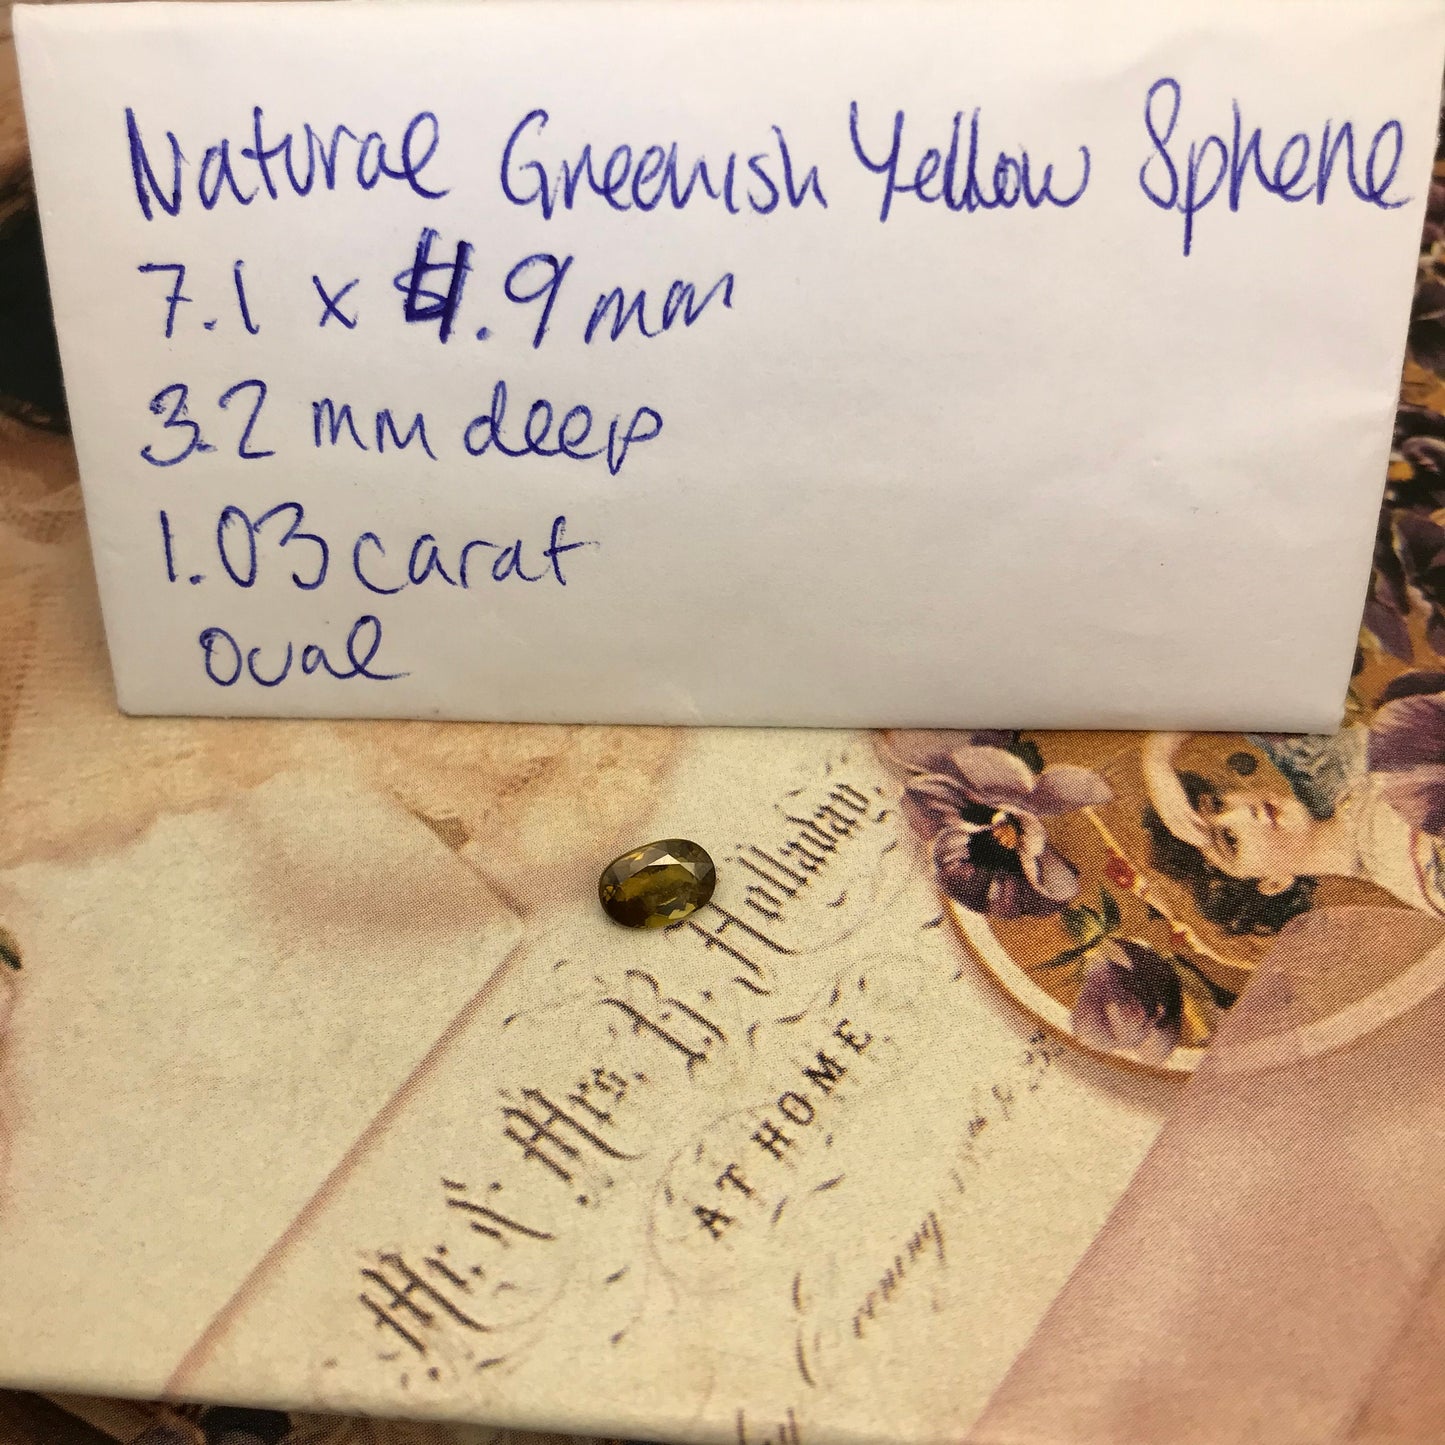 Natural Greenish Yellow Sphene
7.1 x 4.9 mm
3.2 mm deep
1.03 carat
Oval
Mr. & Mrs. B. Holladay.
AT HOME